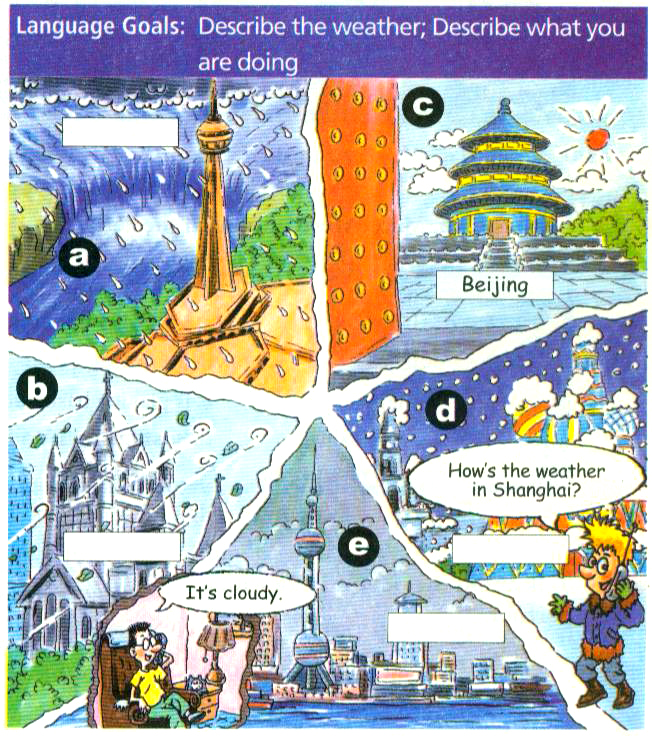 Language Goals: Describe the weather; Describe what you
are doing
c
a
Beijing
b
d
How's the weather
in Shanghai?
e
It's cloudy.